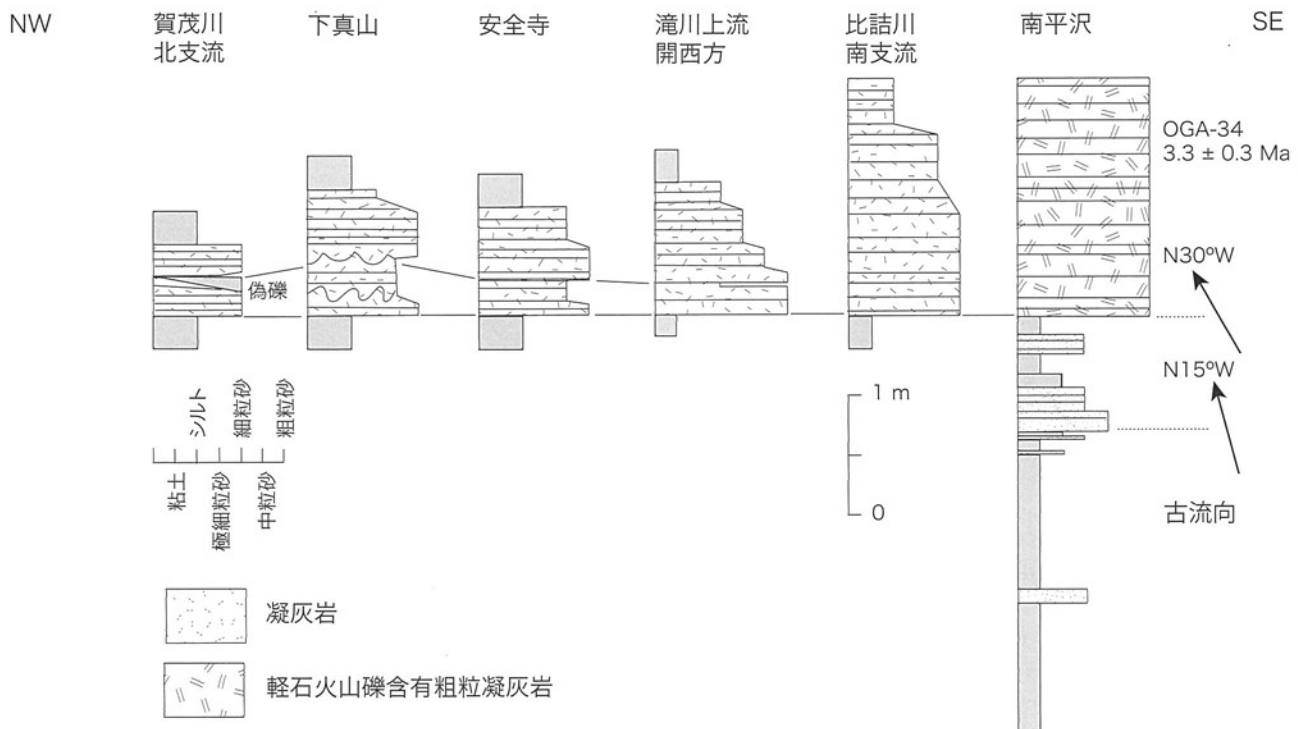 NW
賀茂川
北支流
下真山
安全寺
滝川上流
開西方
比詰川
南支流
南平沢
SE
OGA-34
3.3 ± 0.3 Ma
偽礫
N30ºW
N15ºW
古流向
1 m
0
シルト
細粒砂
粗粒砂
粘土
極細粒砂
中粒砂
凝灰岩
軽石火山礫含有粗粒凝灰岩